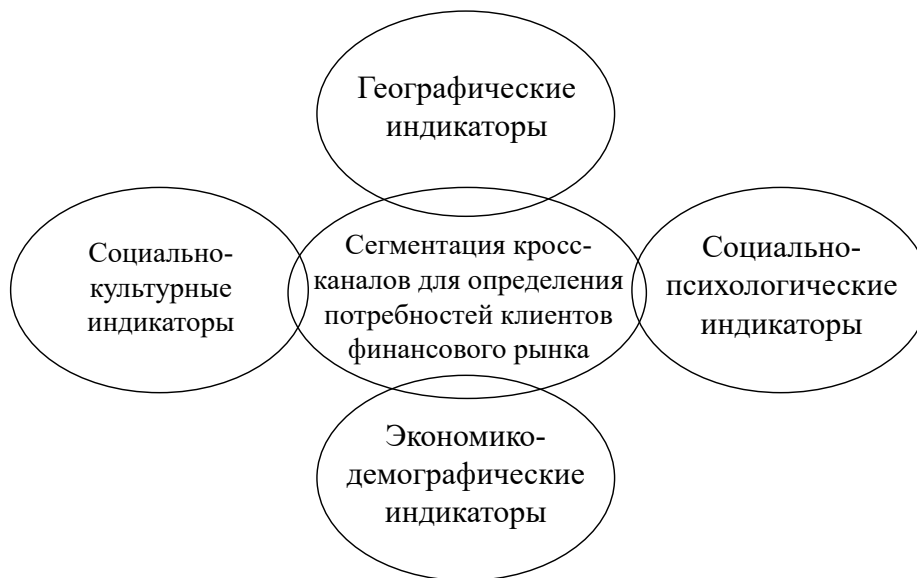 Географические
индикаторы
Социально-
культурные
индикаторы
Сегментация кросс-
каналов для определения
потребностей клиентов
финансового рынка
Социально-
психологические
индикаторы
Экономико-
демографические
индикаторы